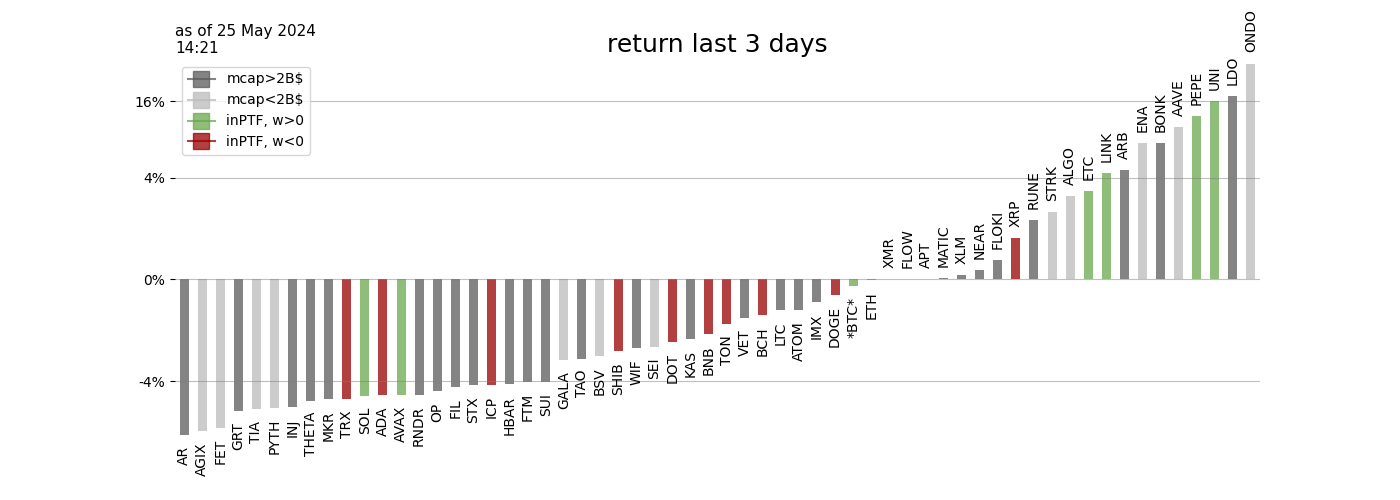 as of 25 May 2024
14:21
return last 3 days
mcap>2B$
mcap<2B$
inPTF, w>0
inPTF, w<0
16%
4%
0%
-4%
AR
AGIX
FET
GRT
TIA
PYTH
INJ
THETA
MKR
TRX
SOL
ADA
AVAX
RNDR
OP
FIL
STX
ICP
HBAR
FTM
SUI
GALA
TAO
BSV
SHIB
WIF
SEI
DOT
KAS
BNB
TON
VET
BCH
LTC
ATOM
IMX
DOGE
*BTC*
ETH
XMR
FLOW
APT
MATIC
XLM
NEAR
FLOKI
XRP
RUNE
STRK
ALGO
ETC
LINK
ARB
ENA
BONK
AAVE
PEPE
UNI
LDO
ONDO